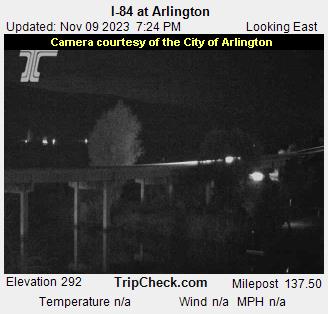 I-84 at Arlington
Updated: Nov 09 2023 7:24 PM Looking East
Camera courtesy of the City of Arlington
Elevation 292 TripCheck.com Milepost 137.50
Temperature n/a Wind n/a MPH n/a